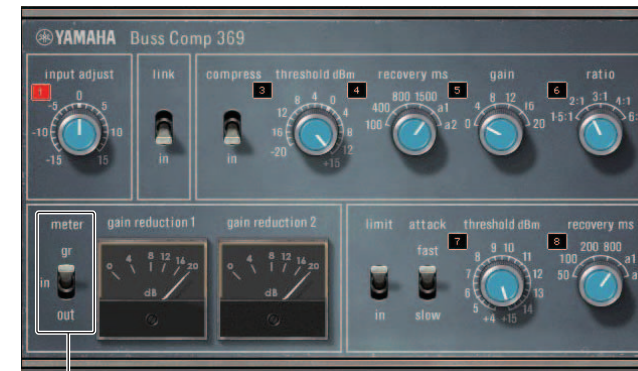 YAMAHA Buss Comp 369
input adjust link compress threshold dBm recovery ms gain ratio
1 3 4 5 6
-15 -10 -5 0 5 10 15
in
in
-20 16 12 8 4 0 4 8 12 +15
100 400 800 1500 a1 a2
0 4 8 12 16 20
1·5:1 2:1 3:1 4:1 6:
meter gain reduction 1 gain reduction 2 limit attack threshold dBm recovery ms
7 8
gr
in
out
0 4 8 12 16 20
dB
0 4 8 12 16 20
dB
in
fast
slow
+4 5 6 7 8 9 10 11 12 13 14 +15
50 100 200 800 a1 a